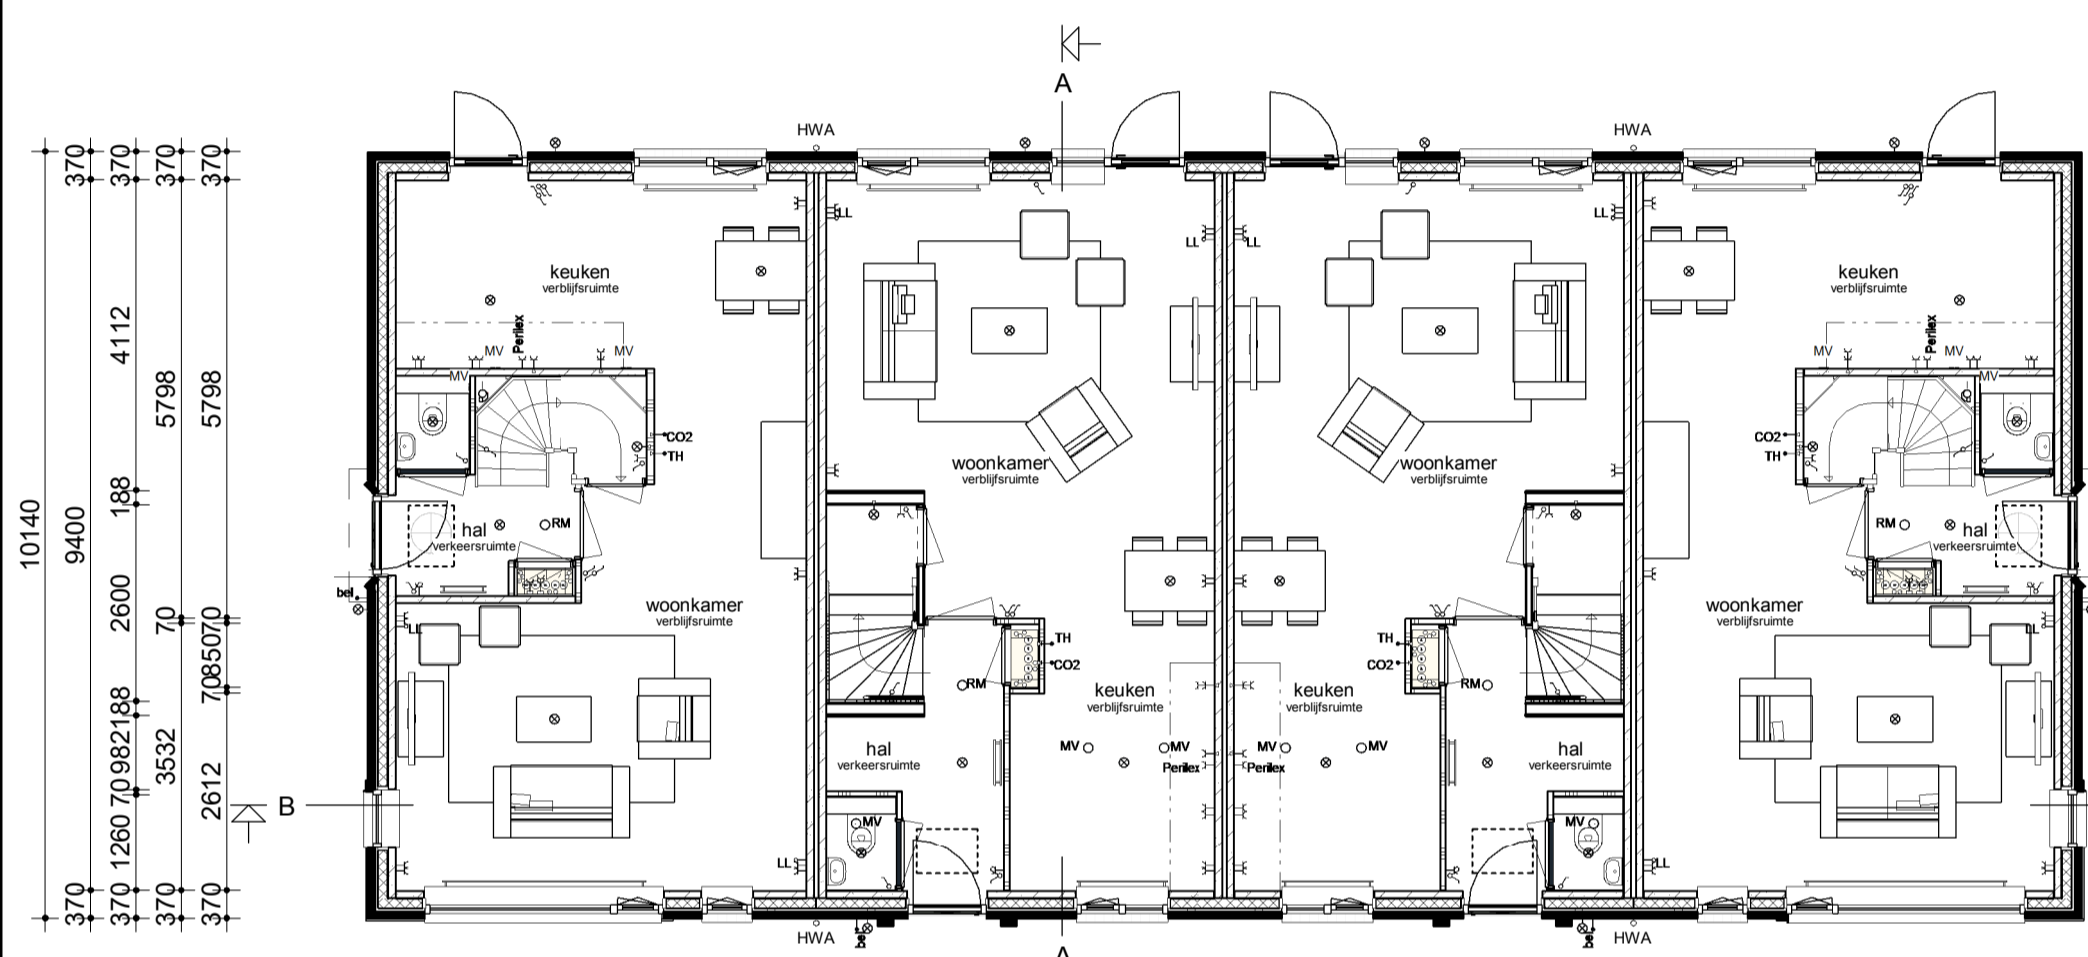 A
HWA
HWA
370
370
370
370
LL
LL
LL
LL
keuken
verblijfsruimte
keuken
verblijfsruimte
Perilex
MV
MV
MV
Perilex
MV
MV
MV
4112
5798
5798
CO2
TH
CO2
TH
woonkamer
verblijfsruimte
woonkamer
verblijfsruimte
10140
9400
188
hal
verkeersruimte
RM
RM
hal
verkeersruimte
bel
2600
70
70
850
70
LL
woonkamer
verblijfsruimte
woonkamer
verblijfsruimte
LL
TH
CO2
TH
CO2
RM
RM
keuken
verblijfsruimte
keuken
verblijfsruimte
188
982
70
3532
2612
hal
verkeersruimte
MV
MV
Perilex
MV
MV
Perilex
hal
verkeersruimte
B
1260
MV
MV
LL
LL
370
370
370
370
HWA
bel
bel
HWA
A